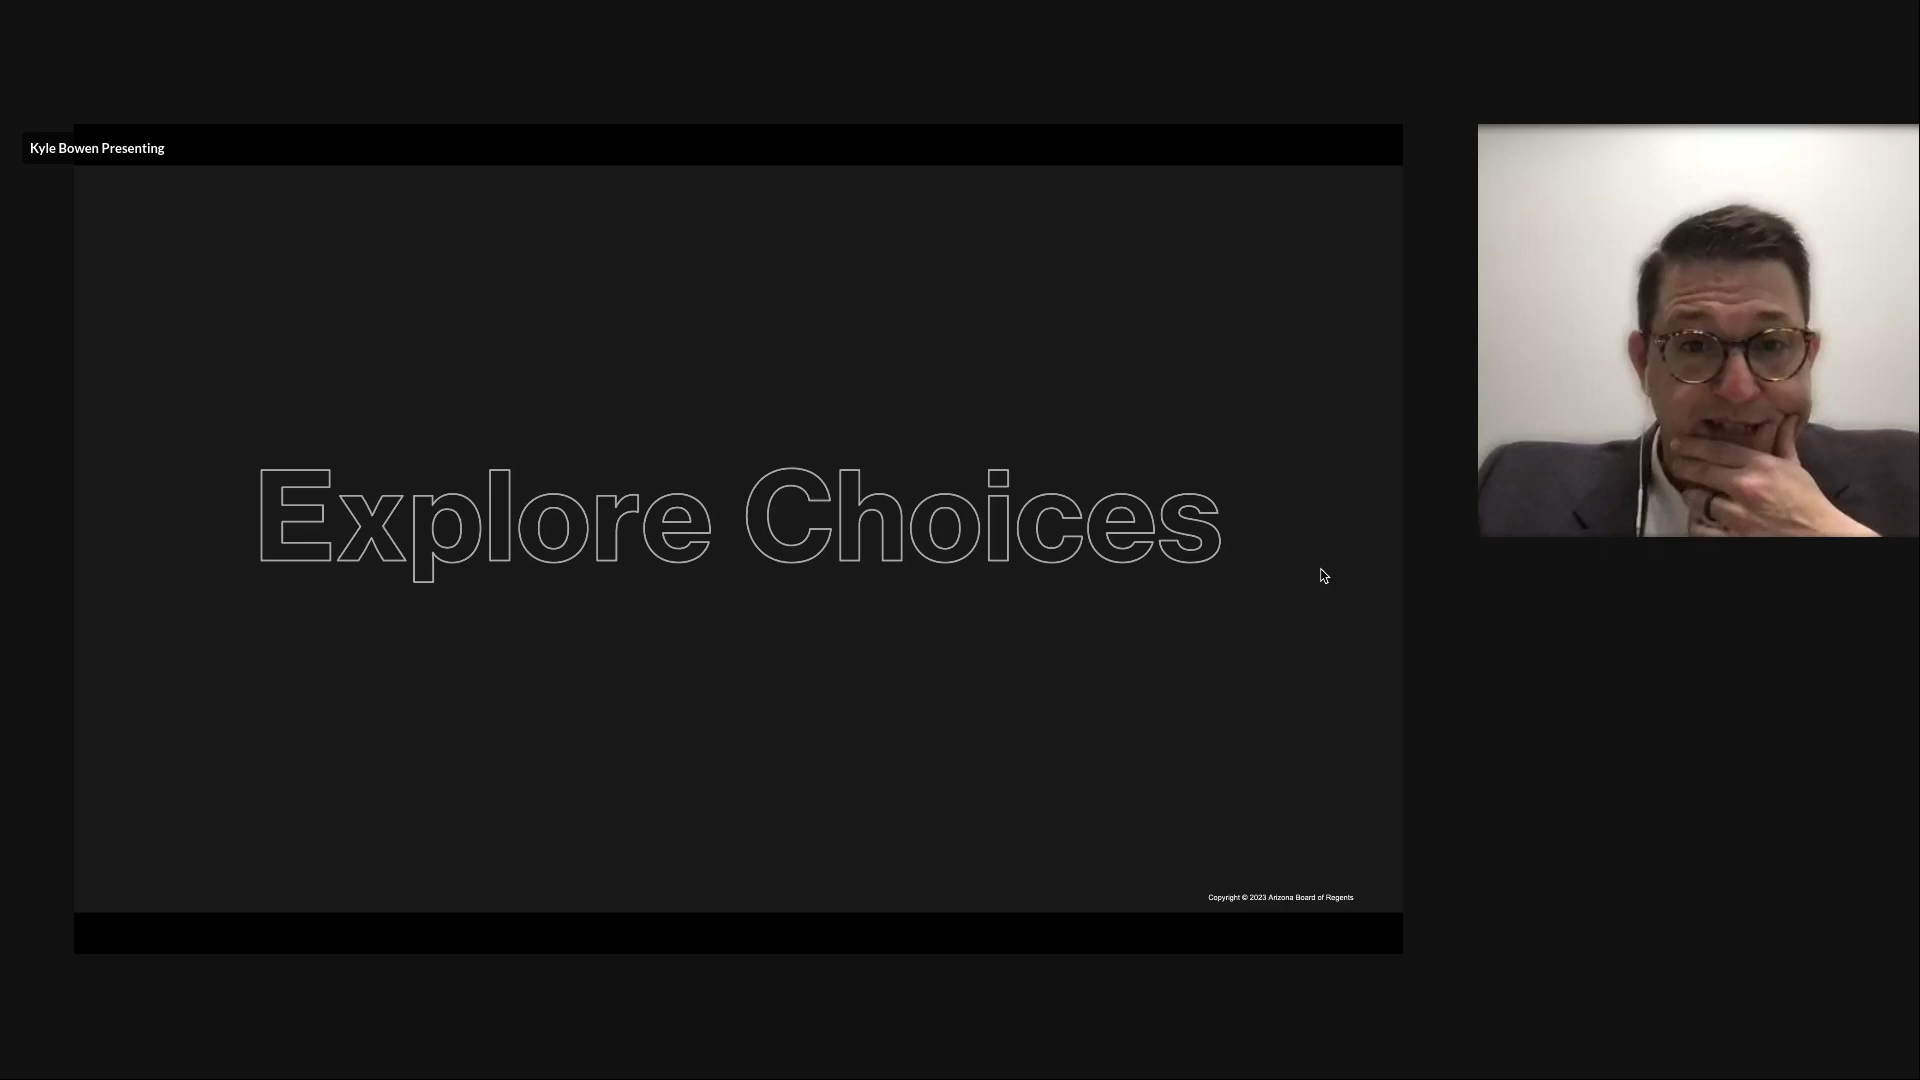 Kyle Bowen Presenting
Explore Choices
Copyright © 2023 Arizona Board of Regents